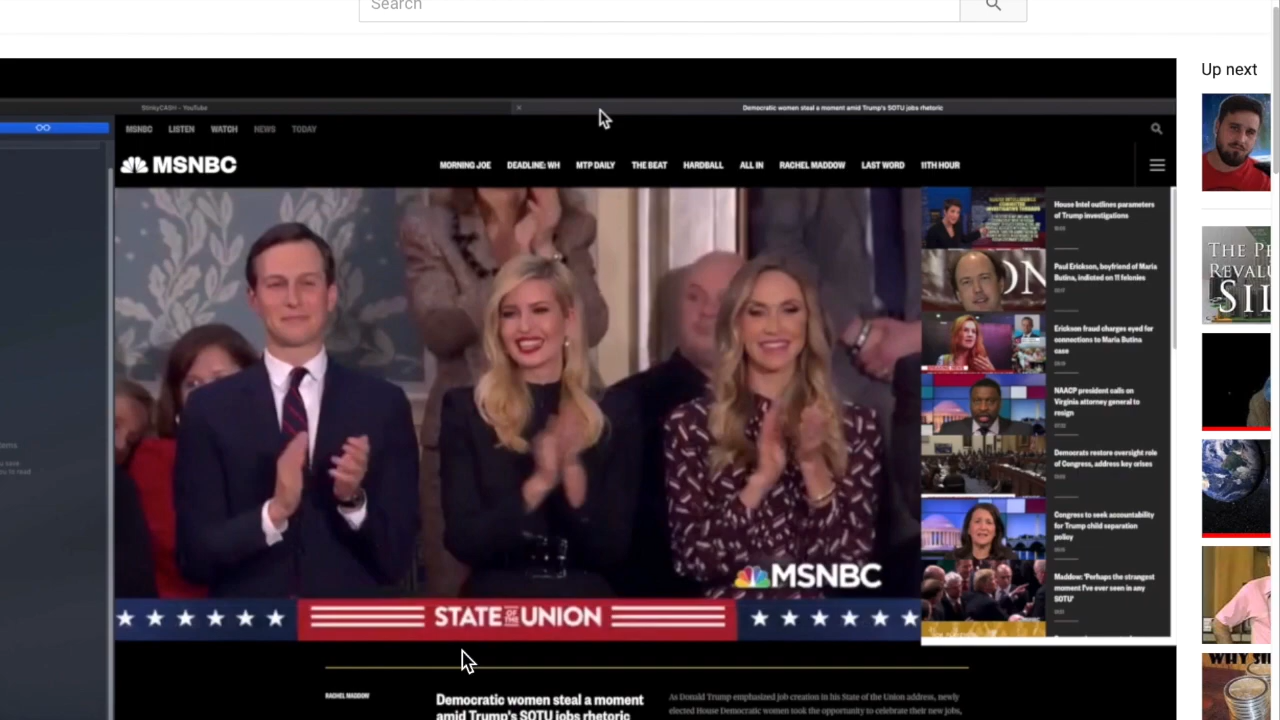 Search
Up next
StinkyCASH - YouTube
Democratic women steal a moment amid Trump's SOTU jobs rhetoric
MSNBC LISTEN WATCH NEWS TODAY
MSNBC
MORNING JOE DEADLINE: WH MTP DAILY THE BEAT HARDBALL ALL IN RACHEL MADDOW LAST WORD 11TH HOUR
House Intel outlines parameters
of Trump investigations
Paul Erickson, boyfriend of Maria
Butina, indicted on 11 felonies
Erickson fraud charges eyed for
connections to Maria Butina
case
NAACP president calls on
Virginia attorney general to
resign
Democrats restore oversight role
of Congress, address key crises
Congress to seek accountability
for Trump child separation
policy
Maddow: 'Perhaps the strangest
moment I've ever seen in any
SOTU'
MSNBC
STATE OF THE UNION
RACHEL MADDOW
Democratic women steal a moment
amid Trump's SOTU jobs rhetoric
As Donald Trump emphasized job creation in his State of the Union address, newly
elected House Democratic women took the opportunity to celebrate their new jobs,
THE
SIL
WHY